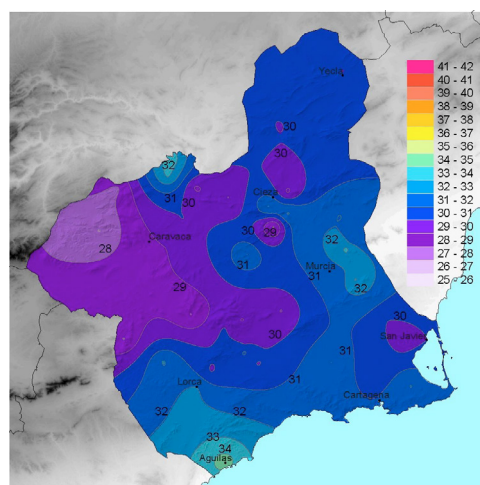 Yecla
41 - 42
40 - 41
39 - 40
38 - 39
37 - 38
36 - 37
35 - 36
34 - 35
33 - 34
32 - 33
31 - 32
30 - 31
29 - 30
28 - 29
27 - 28
26 - 27
25 - 26
30
30
32
31
30
Cieza
30
29
32
28
Caravaca
31
Murcia
31
32
29
30
30
San Javier
31
31
Lorca
Cartagena
32
32
33
34
Aguilas